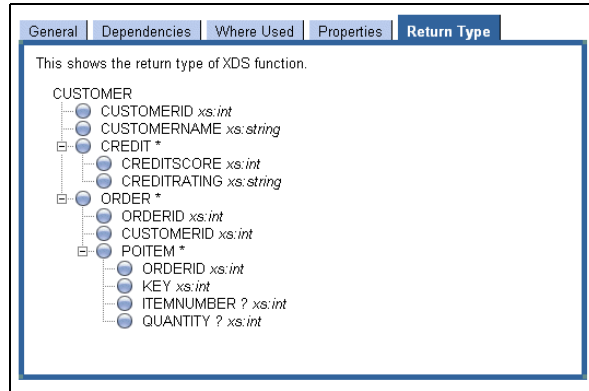 General Dependencies Where Used Properties Return Type
This shows the return type of XDS function.
CUSTOMER
CUSTOMERID xs:int
CUSTOMERNAME xs:string
CREDIT *
CREDITSCORE xs:int
CREDITRATING xs:string
ORDER *
ORDERID xs:int
CUSTOMERID xs:int
POITEM *
ORDERID xs:int
KEY xs:int
ITEMNUMBER ? xs:int
QUANTITY ? xs:int